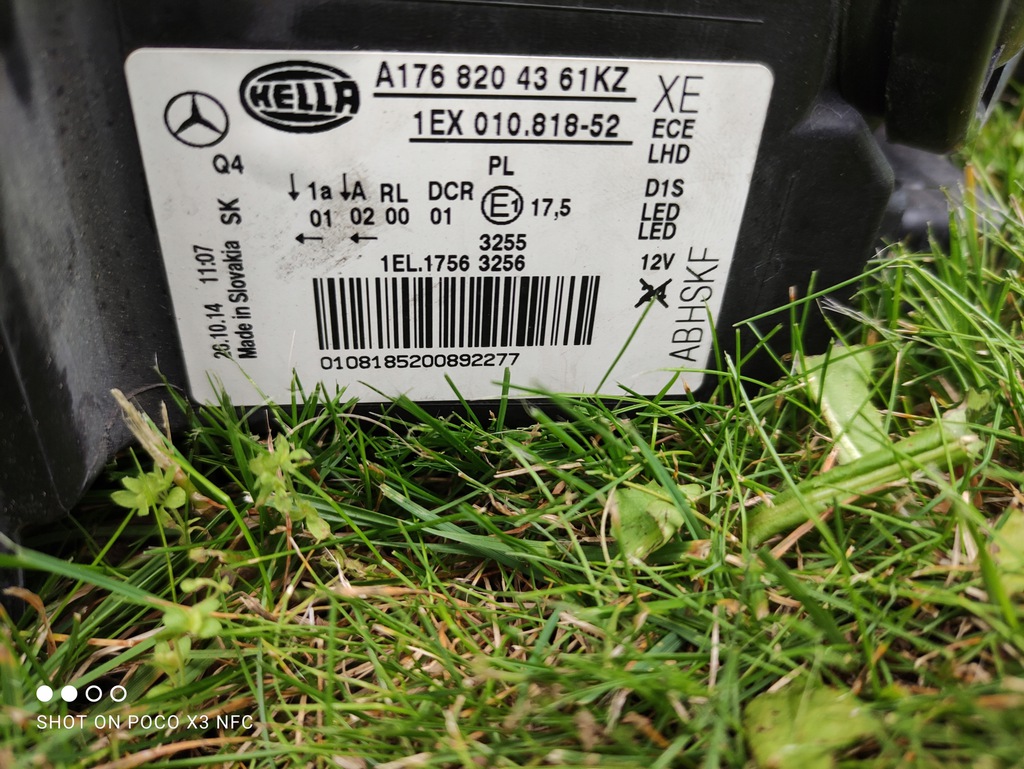 HELLA
A176 820 43 61KZ
1EX 010.818-52
XE
ECE
LHD
Q4
PL
1a A RL DCR E1 17,5
01 02 00 01
D1S
LED
LED
3255
1EL.1756 3256
12V
0108185200892277
26.10.14 11:07
Made in Slovakia SK
ABHSKF
SHOT ON POCO X3 NFC